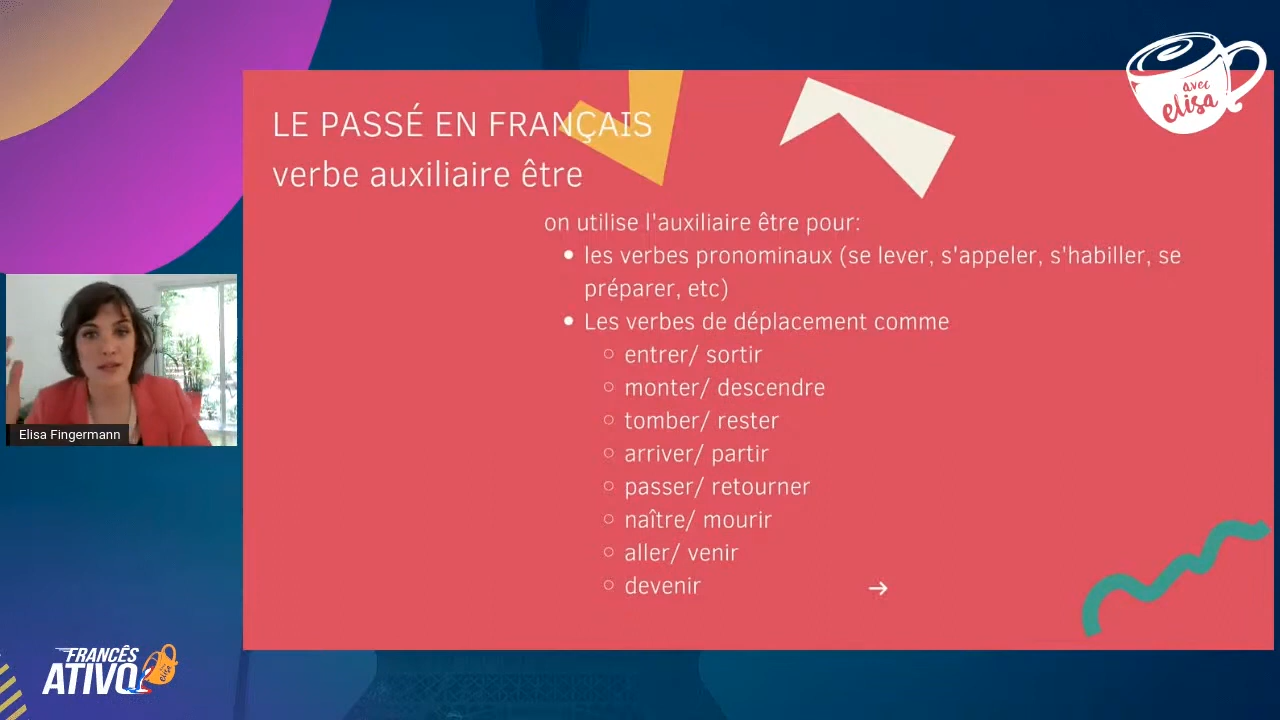 avec
elisa
LE PASSÉ EN FRANÇAIS
verbe auxiliaire être
on utilise l'auxiliaire être pour:
• les verbes pronominaux (se lever, s'appeler, s'habiller, se
préparer, etc)
• Les verbes de déplacement comme
○ entrer/ sortir
○ monter/ descendre
○ tomber/ rester
○ arriver/ partir
○ passer/ retourner
○ naître/ mourir
○ aller/ venir
○ devenir →
Elisa Fingermann
FRANCÊS
ATIVO
elisa